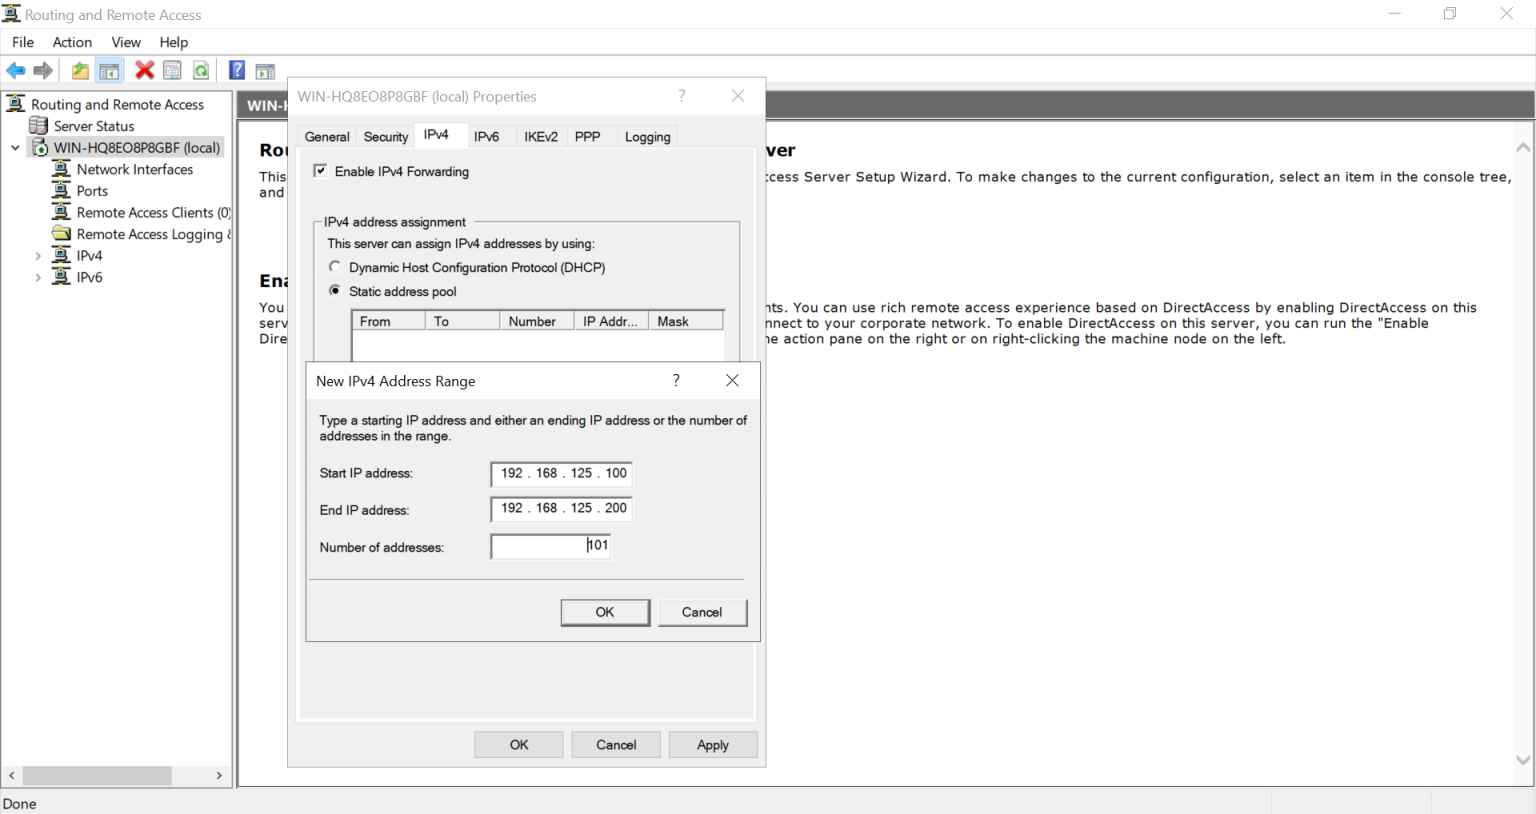 Routing and Remote Access
File Action View Help
Routing and Remote Access
Server Status
WIN-HQ8EO8P8GBF (local)
Network Interfaces
Ports
Remote Access Clients (0)
Remote Access Logging &
IPv4
IPv6
Done
WIN-H
Rou
ver
This
ccess Server Setup Wizard. To make changes to the current configuration, select an item in the console tree,
and
Ena
You
nts. You can use rich remote access experience based on DirectAccess by enabling DirectAccess on this
serv
nnect to your corporate network. To enable DirectAccess on this server, you can run the "Enable
Dire
he action pane on the right or on right-clicking the machine node on the left.
WIN-HQ8EO8P8GBF (local) Properties ?
General Security IPv4 IPv6 IKEv2 PPP Logging
Enable IPv4 Forwarding
IPv4 address assignment
This server can assign IPv4 addresses by using:
Dynamic Host Configuration Protocol (DHCP)
Static address pool
From To Number IP Addr... Mask
New IPv4 Address Range ?
Type a starting IP address and either an ending IP address or the number of
addresses in the range.
Start IP address: 192 . 168 . 125 . 100
End IP address: 192 . 168 . 125 . 200
Number of addresses: 101
OK Cancel
OK Cancel Apply